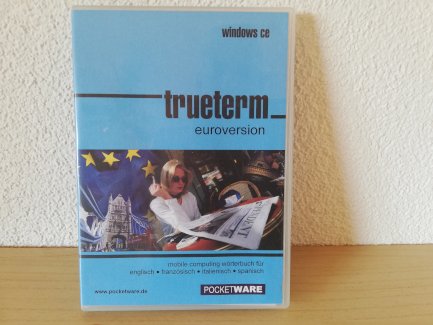 windows ce
trueterm
euroversion
mobile computing wörterbuch für
englisch • französisch • italienisch • spanisch
www.pocketware.de
POCKETWARE